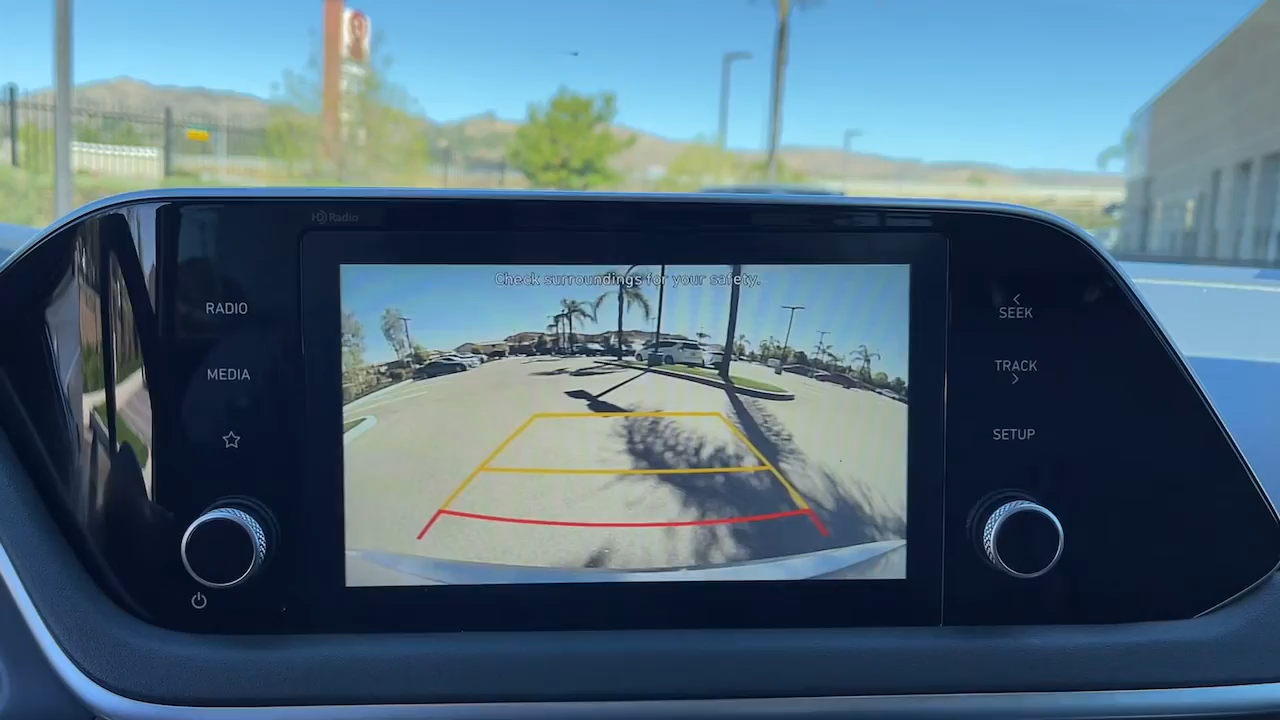 HD Radio
Check surroundings for your safety.
RADIO
MEDIA
SEEK
TRACK
SETUP